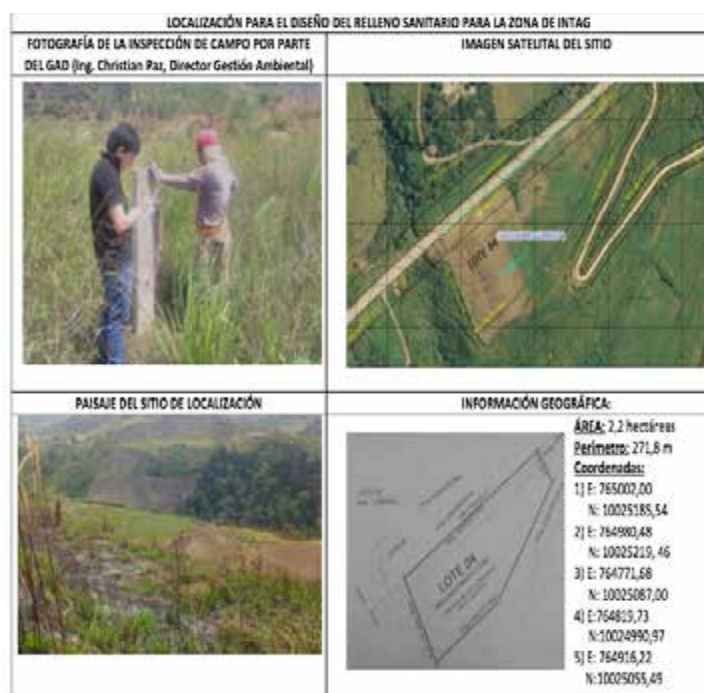 LOCALIZACIÓN PARA EL DISEÑO DEL RELLENO SANITARIO PARA LA ZONA DE INTAG
FOTOGRAFÍA DE LA INSPECCIÓN DE CAMPO POR PARTE
DEL GAD (Ing. Christian Paz, Director Gestión Ambiental)
IMAGEN SATELITAL DEL SITIO
LOTE 04
PAISAJE DEL SITIO DE LOCALIZACIÓN
INFORMACIÓN GEOGRÁFICA:
LOTE 04
ÁREA: 2,2 hectáreas
Perímetro: 271,8 m
Coordenadas:
1) E: 765002,00
N: 10025185,54
2) E: 764980,48
N: 10025219, 46
3) E: 764771,68
N: 10025087,00
4) E:764819,73
N:10024990,97
5) E: 764916,22
N:10025055,49